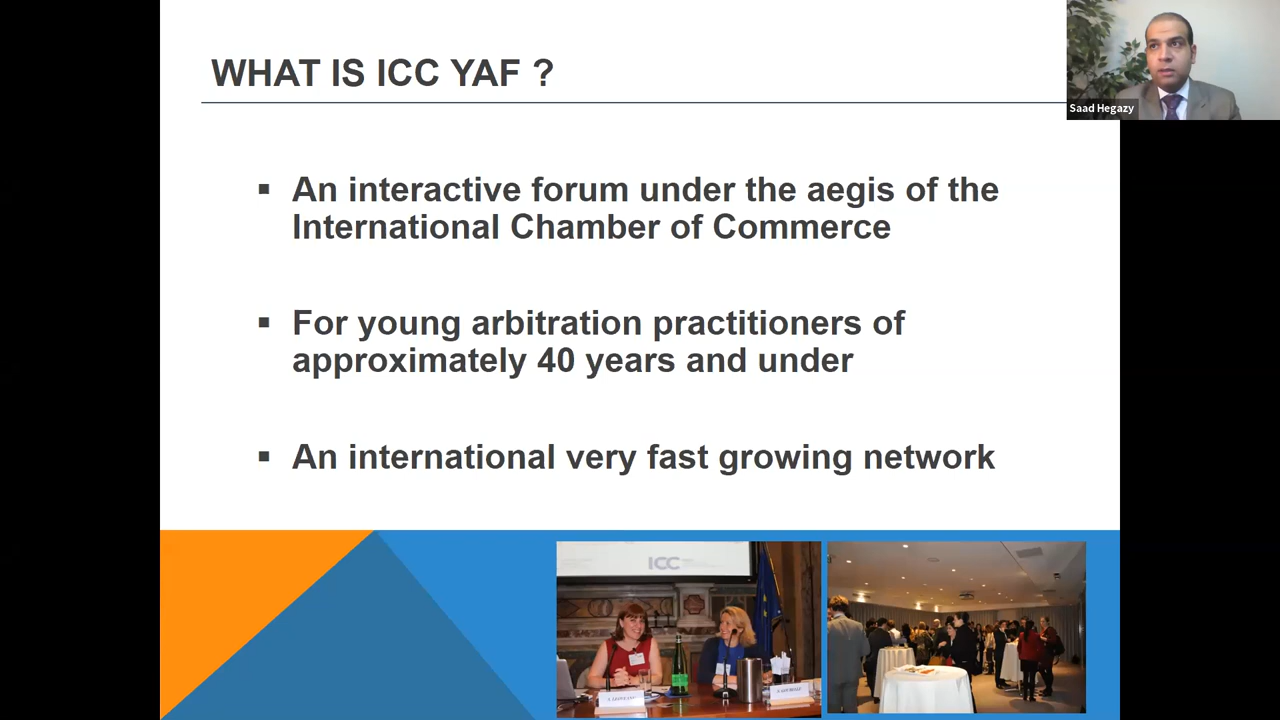 WHAT IS ICC YAF ?
Saad Hegazy
▪ An interactive forum under the aegis of the
International Chamber of Commerce
▪ For young arbitration practitioners of
approximately 40 years and under
▪ An international very fast growing network
ICC